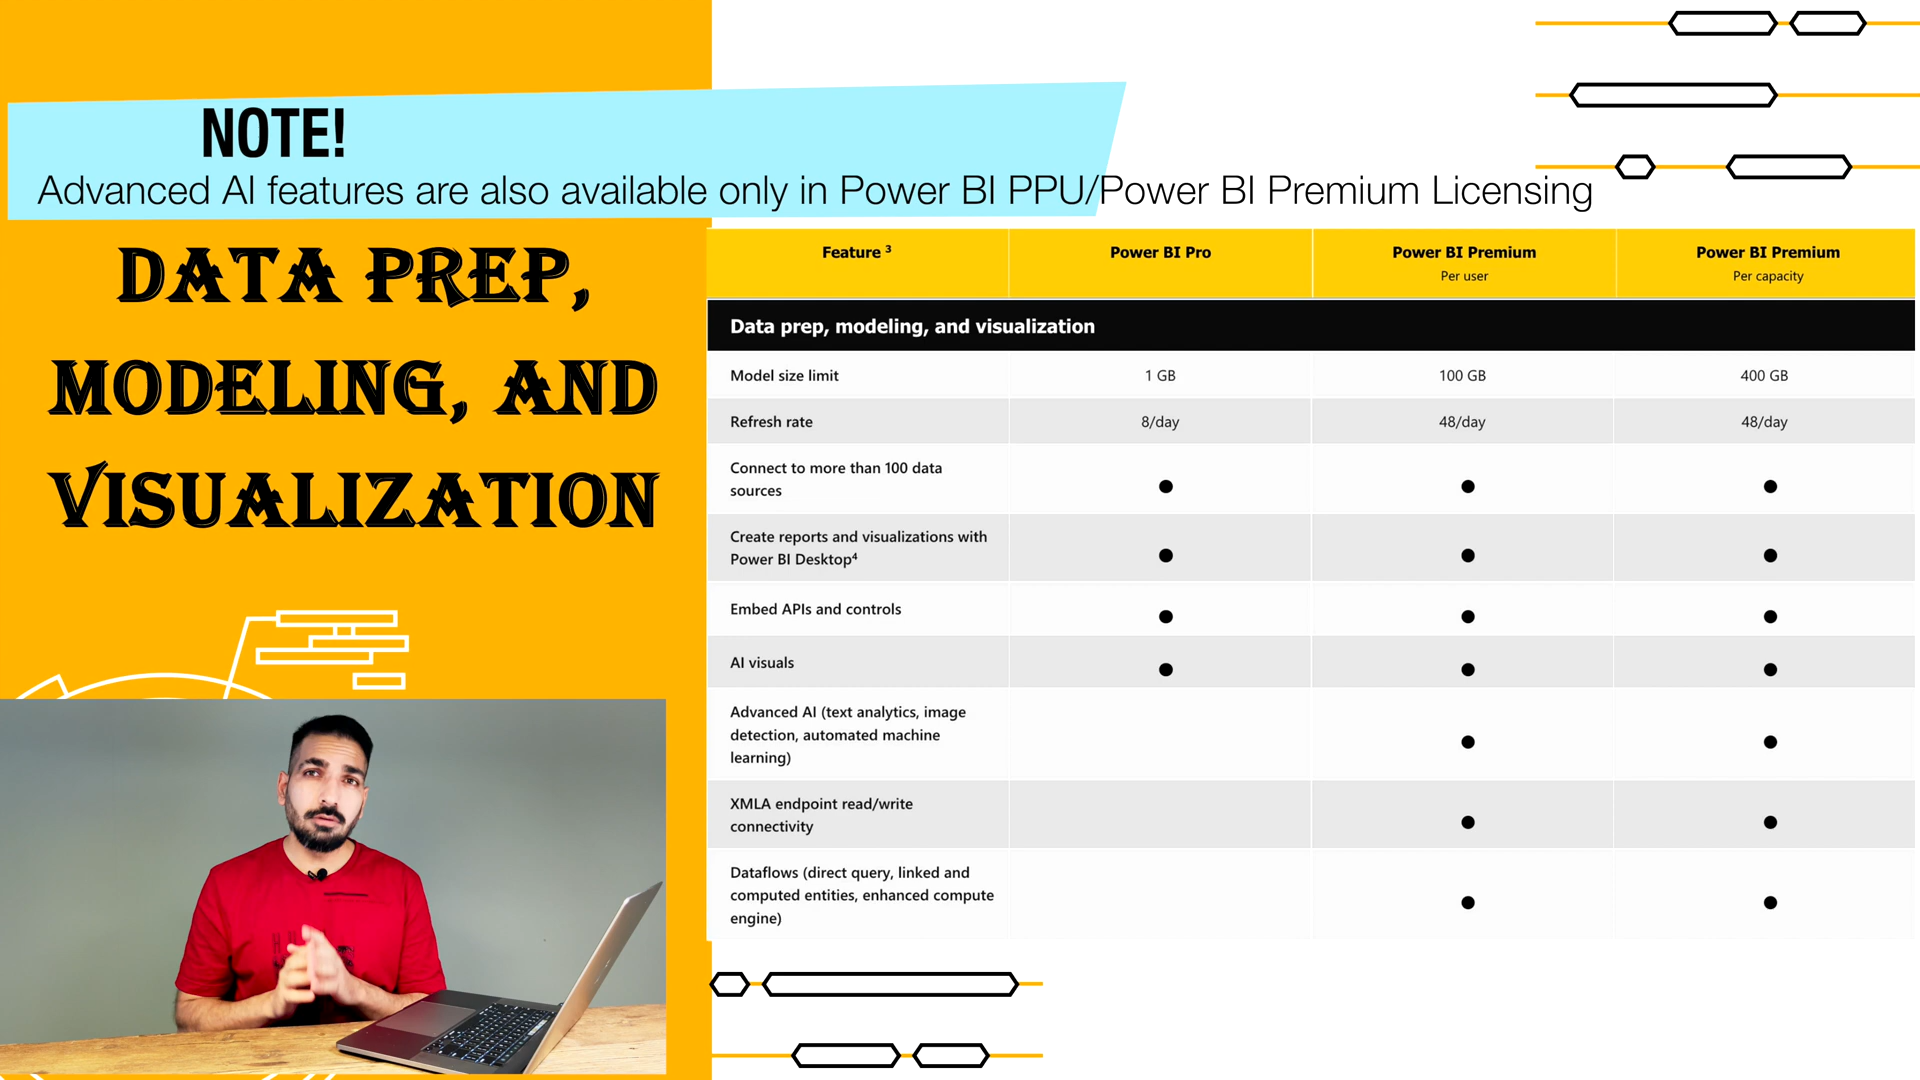 NOTE!
Advanced AI features are also available only in Power BI PPU/Power BI Premium Licensing
DATA PREP,
MODELING, AND
VISUALIZATION
Feature ³ Power BI Pro Power BI Premium Power BI Premium
Per user Per capacity
Data prep, modeling, and visualization
Model size limit 1 GB 100 GB 400 GB
Refresh rate 8/day 48/day 48/day
Connect to more than 100 data
sources ● ● ●
Create reports and visualizations with
Power BI Desktop⁴ ● ● ●
Embed APIs and controls ● ● ●
AI visuals ● ● ●
Advanced AI (text analytics, image
detection, automated machine ● ●
learning)
XMLA endpoint read/write
connectivity ● ●
Dataflows (direct query, linked and
computed entities, enhanced compute ● ●
engine)